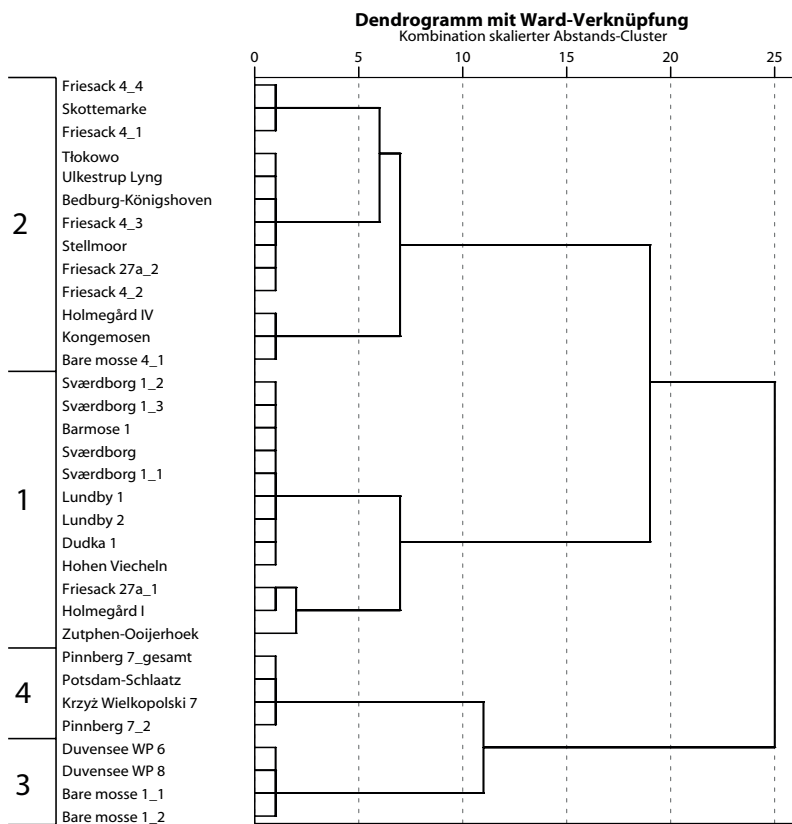 Dendrogramm mit Ward-Verknüpfung
Kombination skalierter Abstands-Cluster
0 5 10 15 20 25
Friesack 4_4
Skottemarke
Friesack 4_1
Tłokowo
Ulkestrup Lyng
Bedburg-Königshoven
2
Friesack 4_3
Stellmoor
Friesack 27a_2
Friesack 4_2
Holmegård IV
Kongemosen
Bare mosse 4_1
Sværdborg 1_2
Sværdborg 1_3
Barmose 1
Sværdborg
Sværdborg 1_1
1
Lundby 1
Lundby 2
Dudka 1
Hohen Viecheln
Friesack 27a_1
Holmegård I
Zutphen-Ooijerhoek
Pinnberg 7_gesamt
Potsdam-Schlaatz
4
Krzyż Wielkopolski 7
Pinnberg 7_2
Duvensee WP 6
Duvensee WP 8
3
Bare mosse 1_1
Bare mosse 1_2